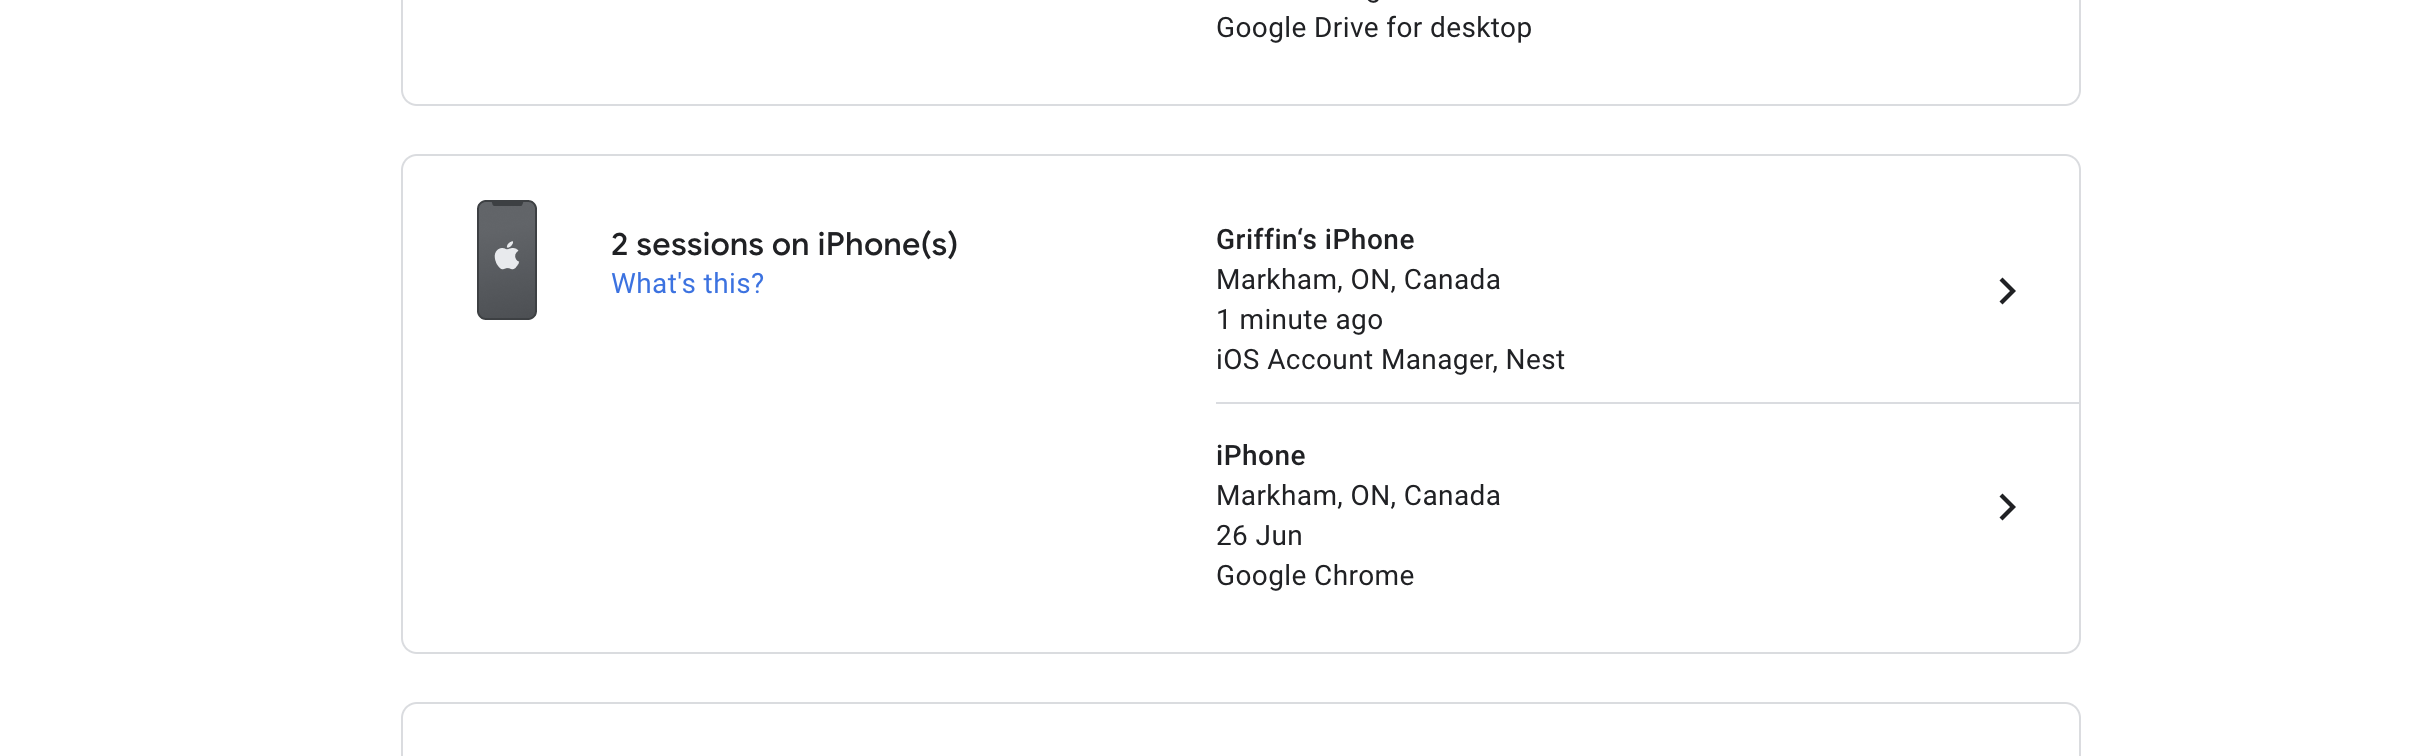 Google Drive for desktop
2 sessions on iPhone(s)
What's this?
Griffin‘s iPhone
Markham, ON, Canada
1 minute ago
iOS Account Manager, Nest
iPhone
Markham, ON, Canada
26 Jun
Google Chrome